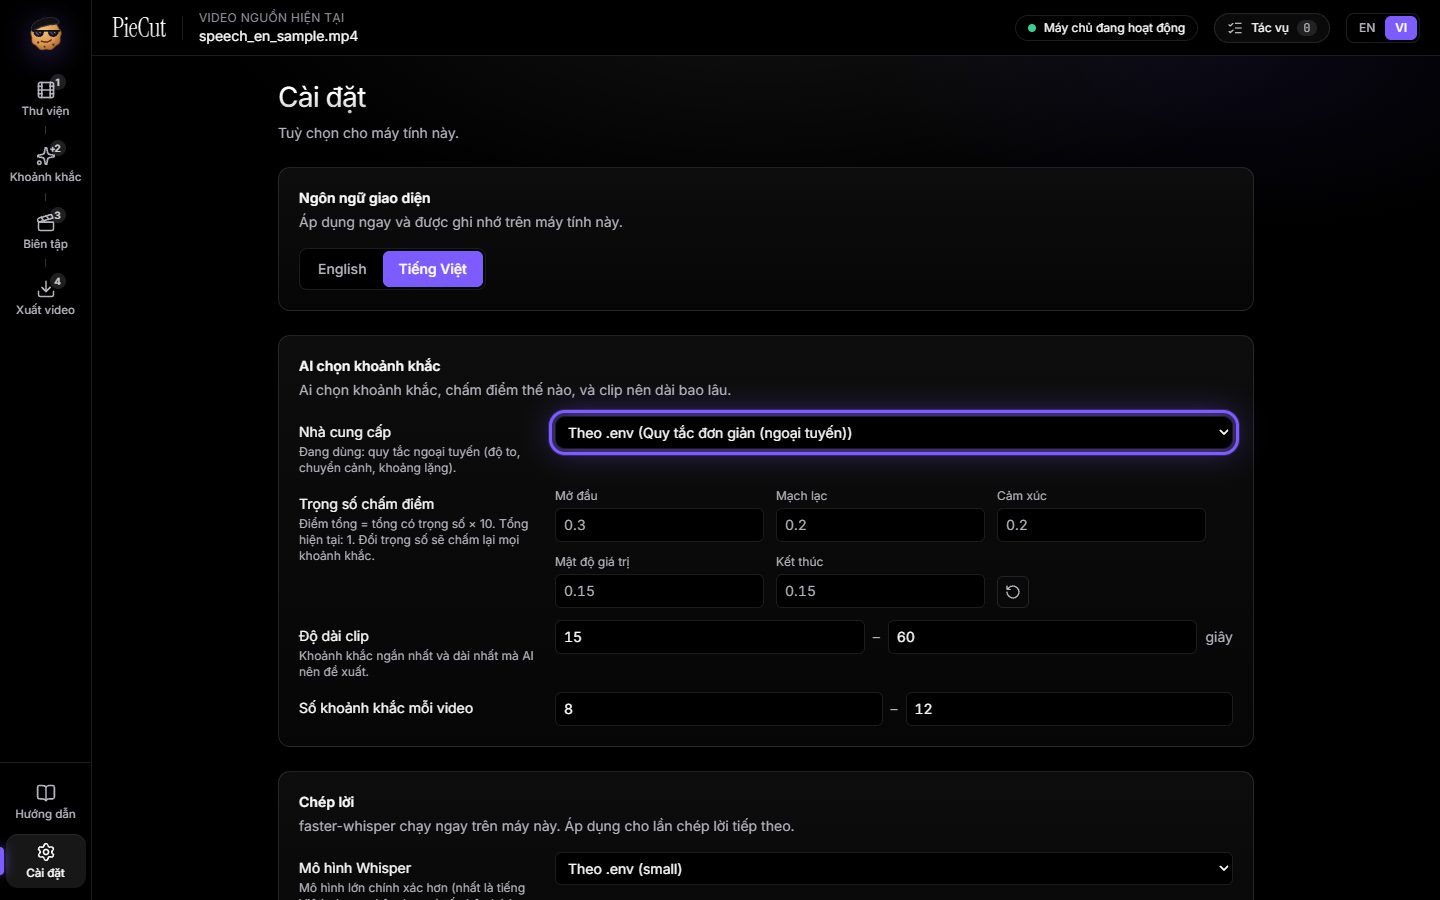 PieCut
VIDEO NGUỒN HIỆN TẠI
speech_en_sample.mp4
Máy chủ đang hoạt động
Tác vụ 0
EN VI
1
Thư viện
2
Khoảnh khắc
3
Biên tập
4
Xuất video
Hướng dẫn
Cài đặt
Cài đặt
Tuỳ chọn cho máy tính này.
Ngôn ngữ giao diện
Áp dụng ngay và được ghi nhớ trên máy tính này.
English Tiếng Việt
AI chọn khoảnh khắc
Ai chọn khoảnh khắc, chấm điểm thế nào, và clip nên dài bao lâu.
Nhà cung cấp
Đang dùng: quy tắc ngoại tuyến (độ to,
chuyển cảnh, khoảng lặng).
Theo .env (Quy tắc đơn giản (ngoại tuyến))
Trọng số chấm điểm
Điểm tổng = tổng có trọng số × 10. Tổng
hiện tại: 1. Đổi trọng số sẽ chấm lại mọi
khoảnh khắc.
Mở đầu Mạch lạc Cảm xúc
0.3 0.2 0.2
Mật độ giá trị Kết thúc
0.15 0.15
Độ dài clip
Khoảnh khắc ngắn nhất và dài nhất mà AI
nên đề xuất.
15 – 60 giây
Số khoảnh khắc mỗi video
8 – 12
Chép lời
faster-whisper chạy ngay trên máy này. Áp dụng cho lần chép lời tiếp theo.
Mô hình Whisper
Theo .env (small)
Mô hình lớn chính xác hơn (nhất là tiếng